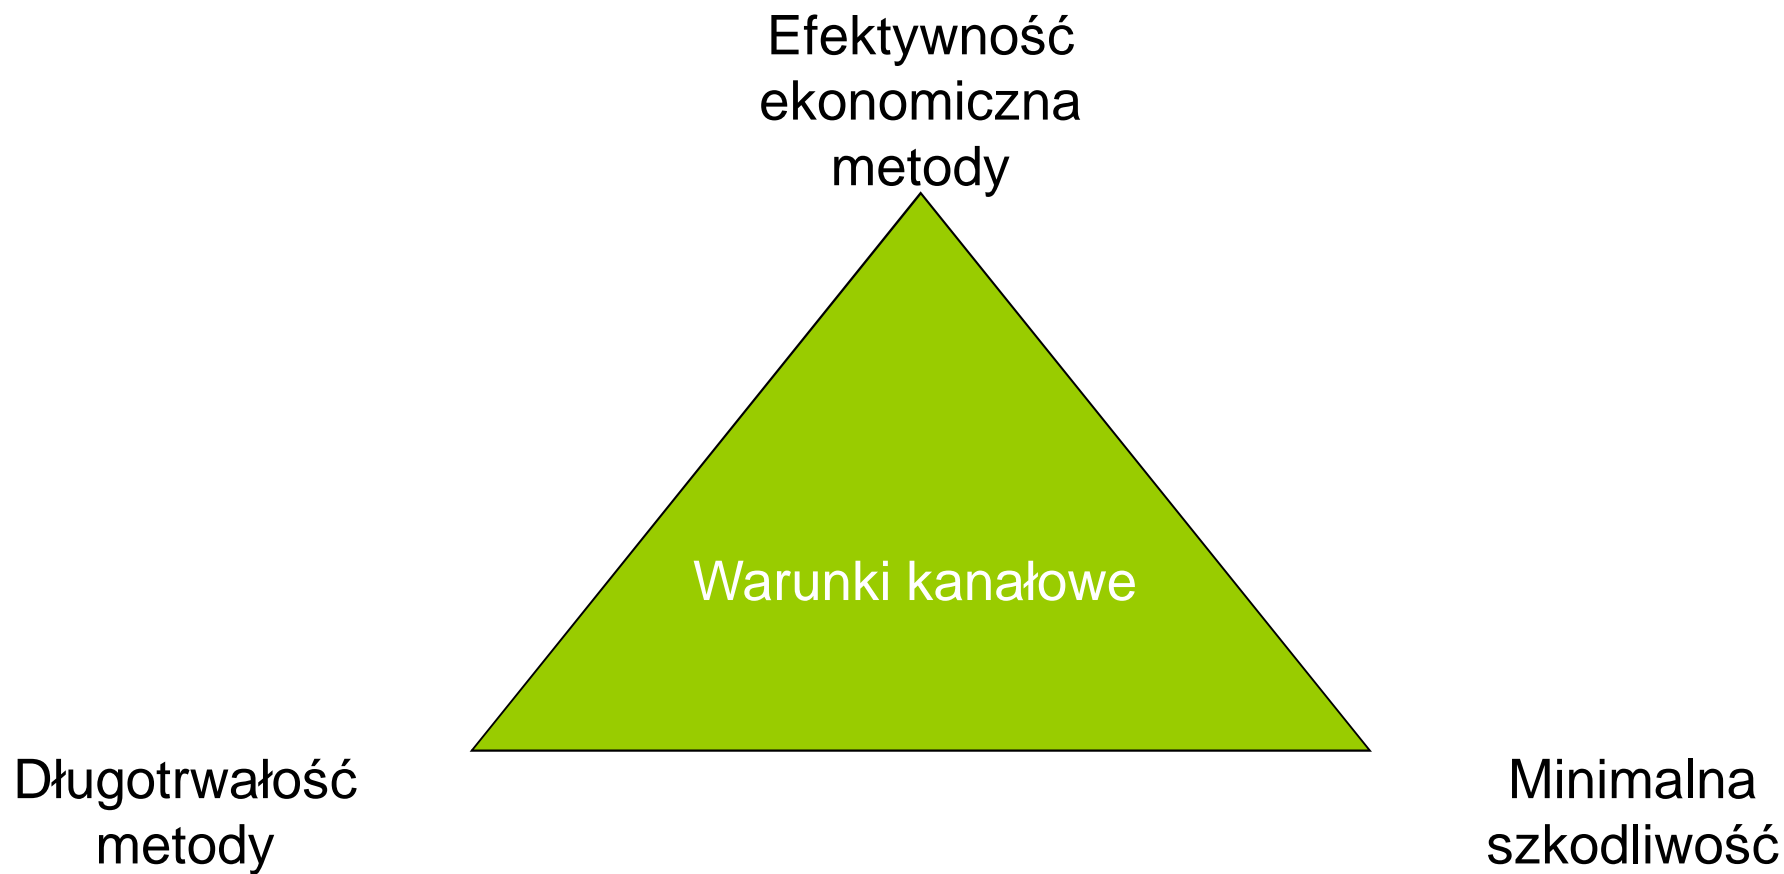 Efektywność
ekonomiczna
metody
Warunki kanałowe
Długotrwałość
metody
Minimalna
szkodliwość